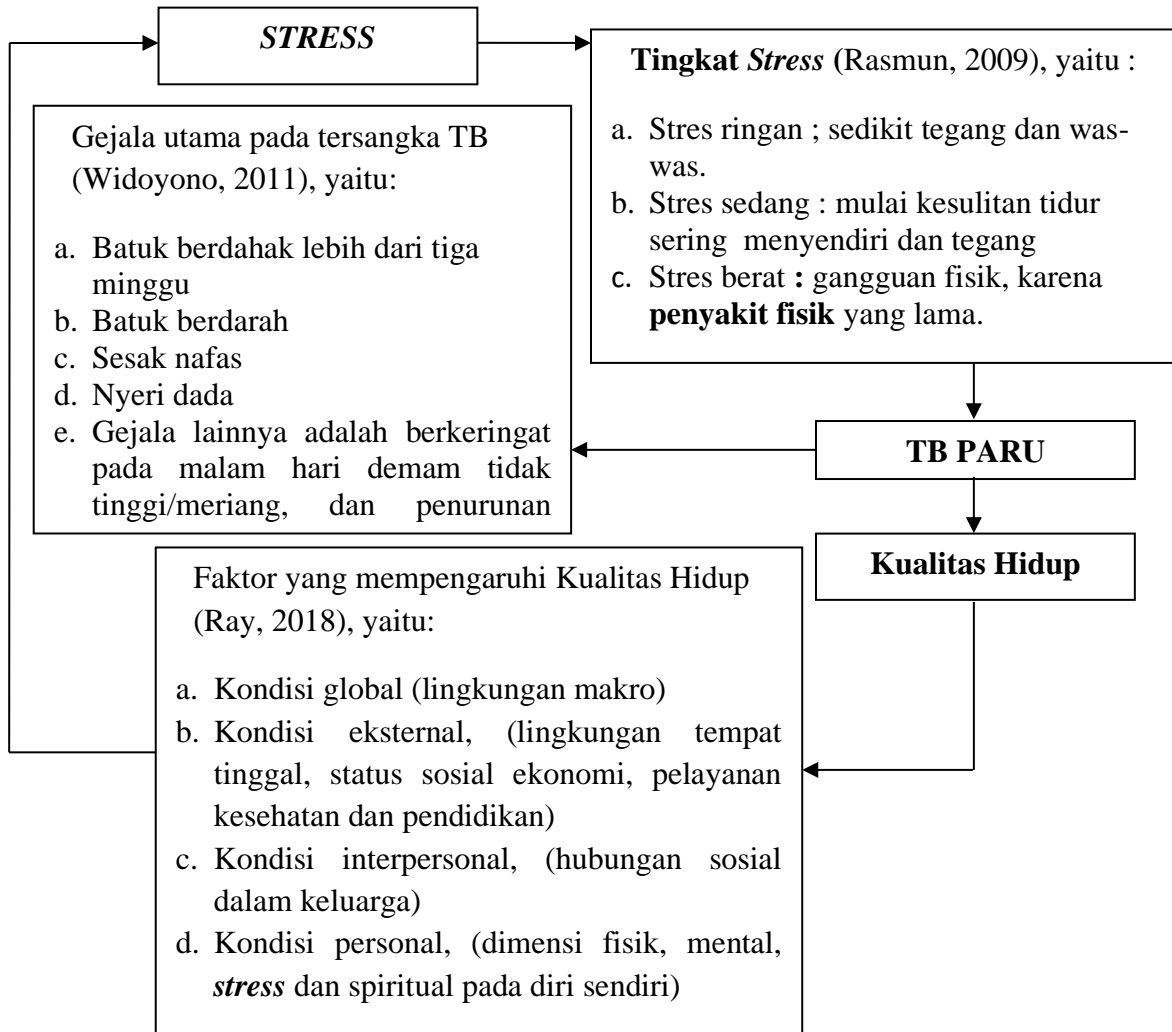 STRESS
Tingkat Stress (Rasmun, 2009), yaitu :
a. Stres ringan ; sedikit tegang dan was-
was.
b. Stres sedang : mulai kesulitan tidur
sering menyendiri dan tegang
c. Stres berat : gangguan fisik, karena
penyakit fisik yang lama.
Gejala utama pada tersangka TB
(Widoyono, 2011), yaitu:
a. Batuk berdahak lebih dari tiga
minggu
b. Batuk berdarah
c. Sesak nafas
d. Nyeri dada
e. Gejala lainnya adalah berkeringat
pada malam hari demam tidak
tinggi/meriang, dan penurunan
TB PARU
Kualitas Hidup
Faktor yang mempengaruhi Kualitas Hidup
(Ray, 2018), yaitu:
a. Kondisi global (lingkungan makro)
b. Kondisi eksternal, (lingkungan tempat
tinggal, status sosial ekonomi, pelayanan
kesehatan dan pendidikan)
c. Kondisi interpersonal, (hubungan sosial
dalam keluarga)
d. Kondisi personal, (dimensi fisik, mental,
stress dan spiritual pada diri sendiri)